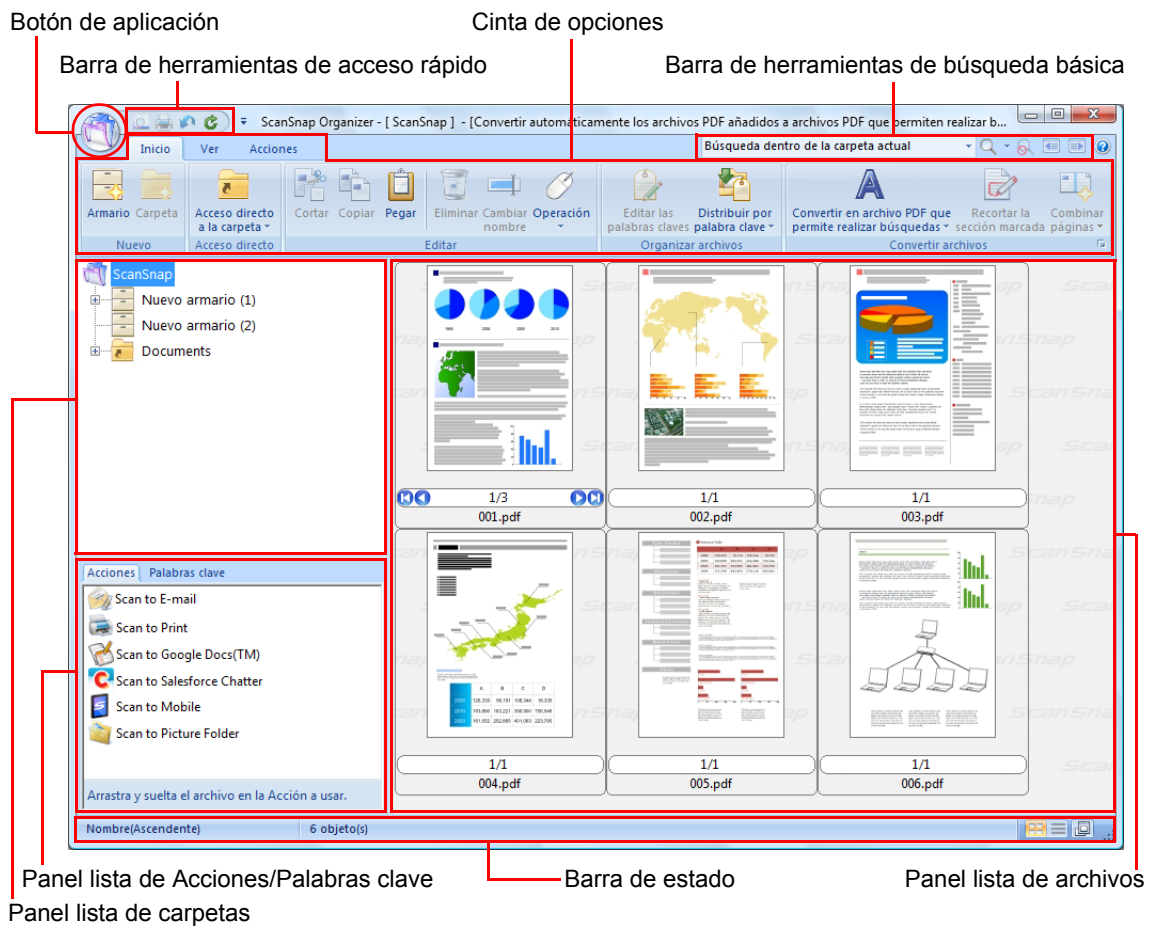 Botón de aplicación
Cinta de opciones
Barra de herramientas de acceso rápido
Barra de herramientas de búsqueda básica
ScanSnap Organizer - [ ScanSnap ] - [Convertir automáticamente los archivos PDF añadidos a archivos PDF que permiten realizar b...
Inicio Ver Acciones
Búsqueda dentro de la carpeta actual
Armario Carpeta
Nuevo
Acceso directo
a la carpeta
Acceso directo
Cortar Copiar Pegar Eliminar Cambiar
nombre
Operación
Editar
Editar las
palabras claves
Distribuir por
palabra clave
Organizar archivos
Convertir en archivo PDF que
permite realizar búsquedas
Recortar la
sección marcada
Combinar
páginas
Convertir archivos
ScanSnap
Nuevo armario (1)
Nuevo armario (2)
Documents
1/3
001.pdf
1/1
002.pdf
1/1
003.pdf
Acciones Palabras clave
Scan to E-mail
Scan to Print
Scan to Google Docs(TM)
Scan to Salesforce Chatter
Scan to Mobile
Scan to Picture Folder
Arrastra y suelta el archivo en la Acción a usar.
1/1
004.pdf
1/1
005.pdf
1/1
006.pdf
Nombre(Ascendente)
6 objeto(s)
Panel lista de Acciones/Palabras clave
Barra de estado
Panel lista de archivos
Panel lista de carpetas